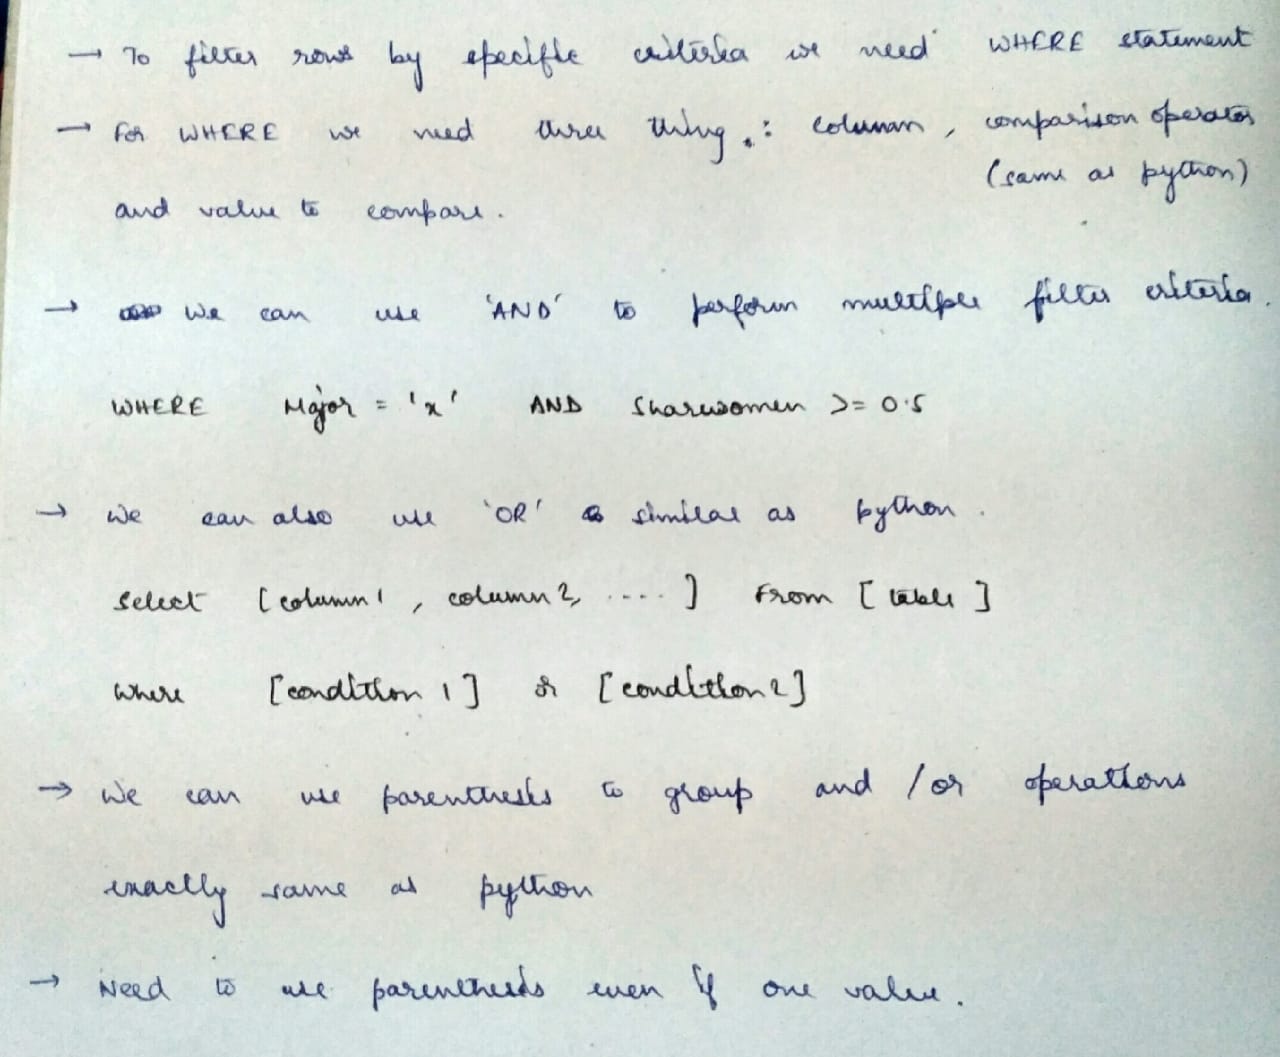 → To filter rows by specific criteria we need WHERE statement
→ For WHERE we need three thing.: column, comparison operator
(same as python)
and value to compare.
→ We can use 'AND' to perform multiple filter criteria.
WHERE Major = 'x' AND Sharewomen >= 0.5
→ We can also use 'OR' similar as python.
Select [column1, column2, ....] From [table]
Where [condition 1] or [condition2]
→ We can use parenthesis to group and /or operations
exactly same as python
→ Need to use parenthesis even if one value.